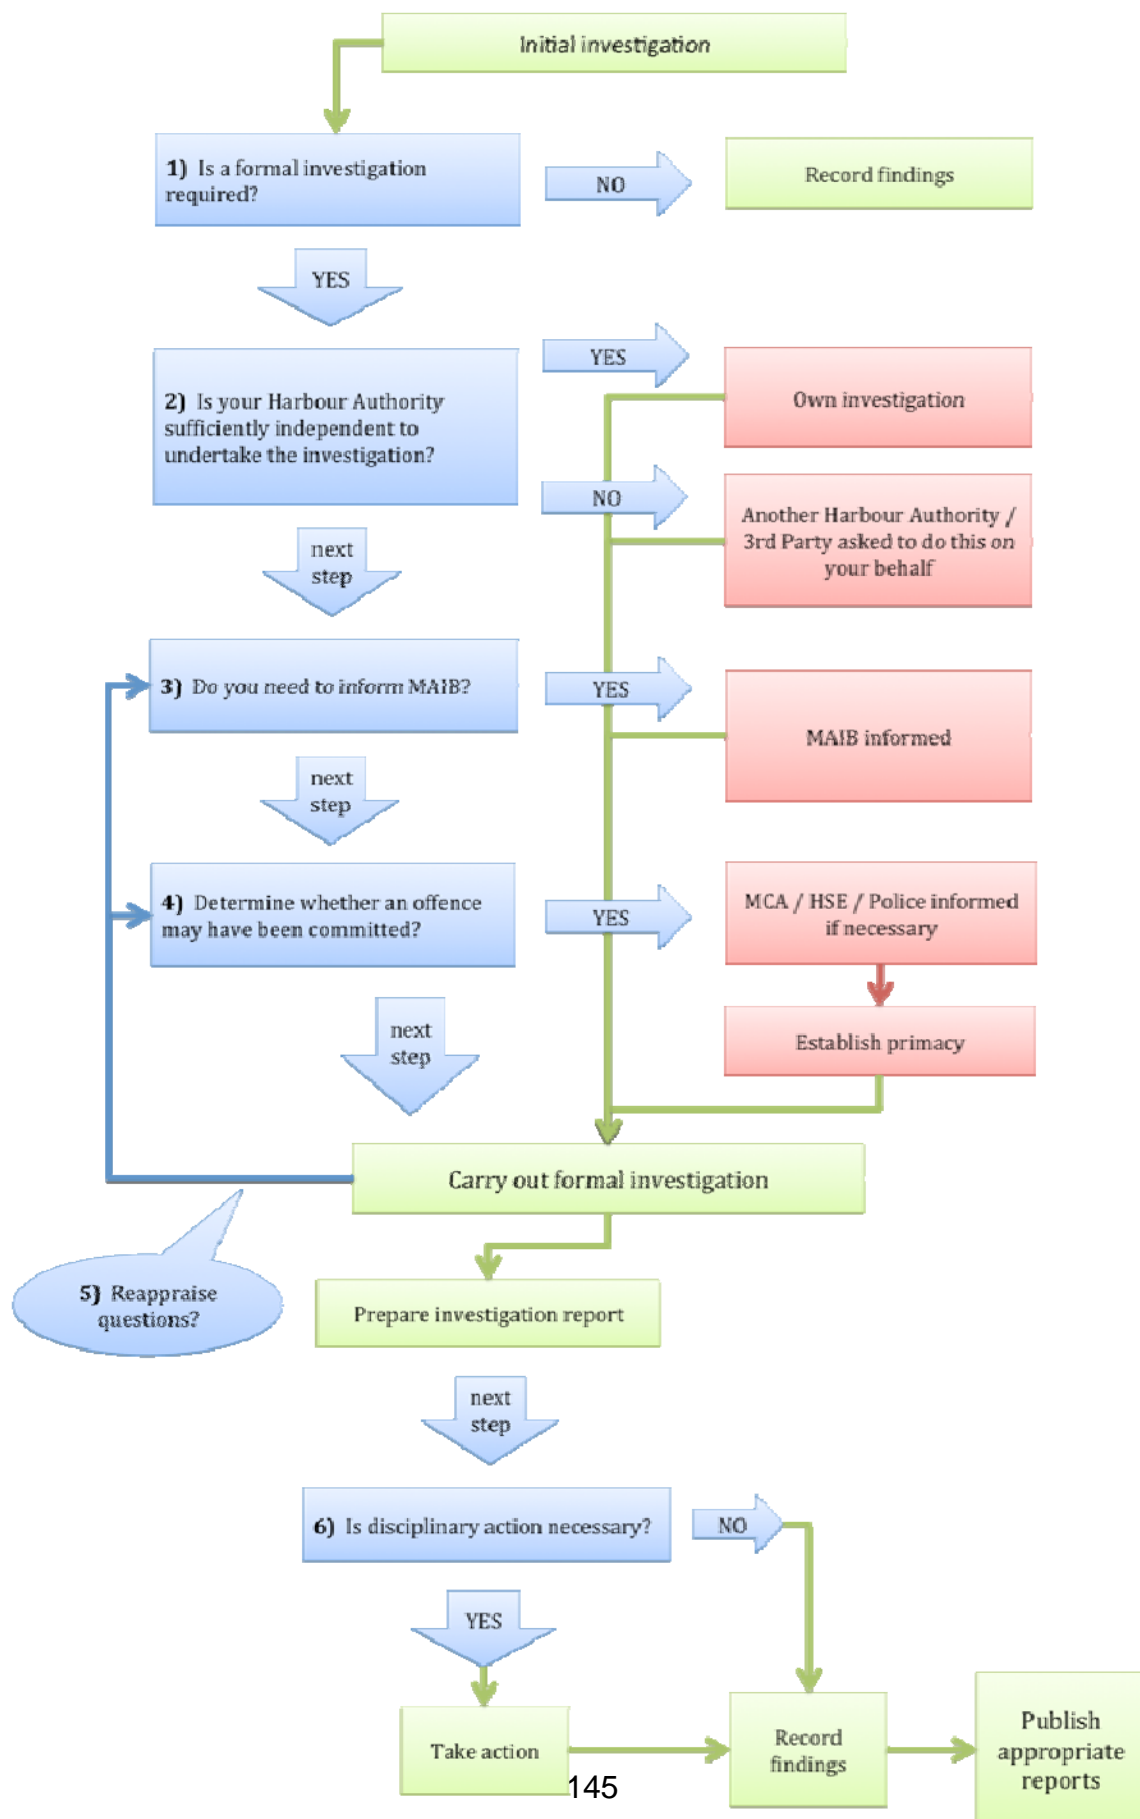 Initial investigation
1) Is a formal investigation
required?
NO
Record findings
YES
2) Is your Harbour Authority
sufficiently independent to
undertake the investigation?
YES
Own investigation
NO
Another Harbour Authority /
3rd Party asked to do this on
your behalf
next
step
3) Do you need to inform MAIB?
YES
MAIB informed
next
step
4) Determine whether an offence
may have been committed?
YES
MCA / HSE / Police informed
if necessary
Establish primacy
next
step
Carry out formal investigation
5) Reappraise
questions?
Prepare investigation report
next
step
6) Is disciplinary action necessary?
NO
YES
Take action
Record
findings
Publish
appropriate
reports
145